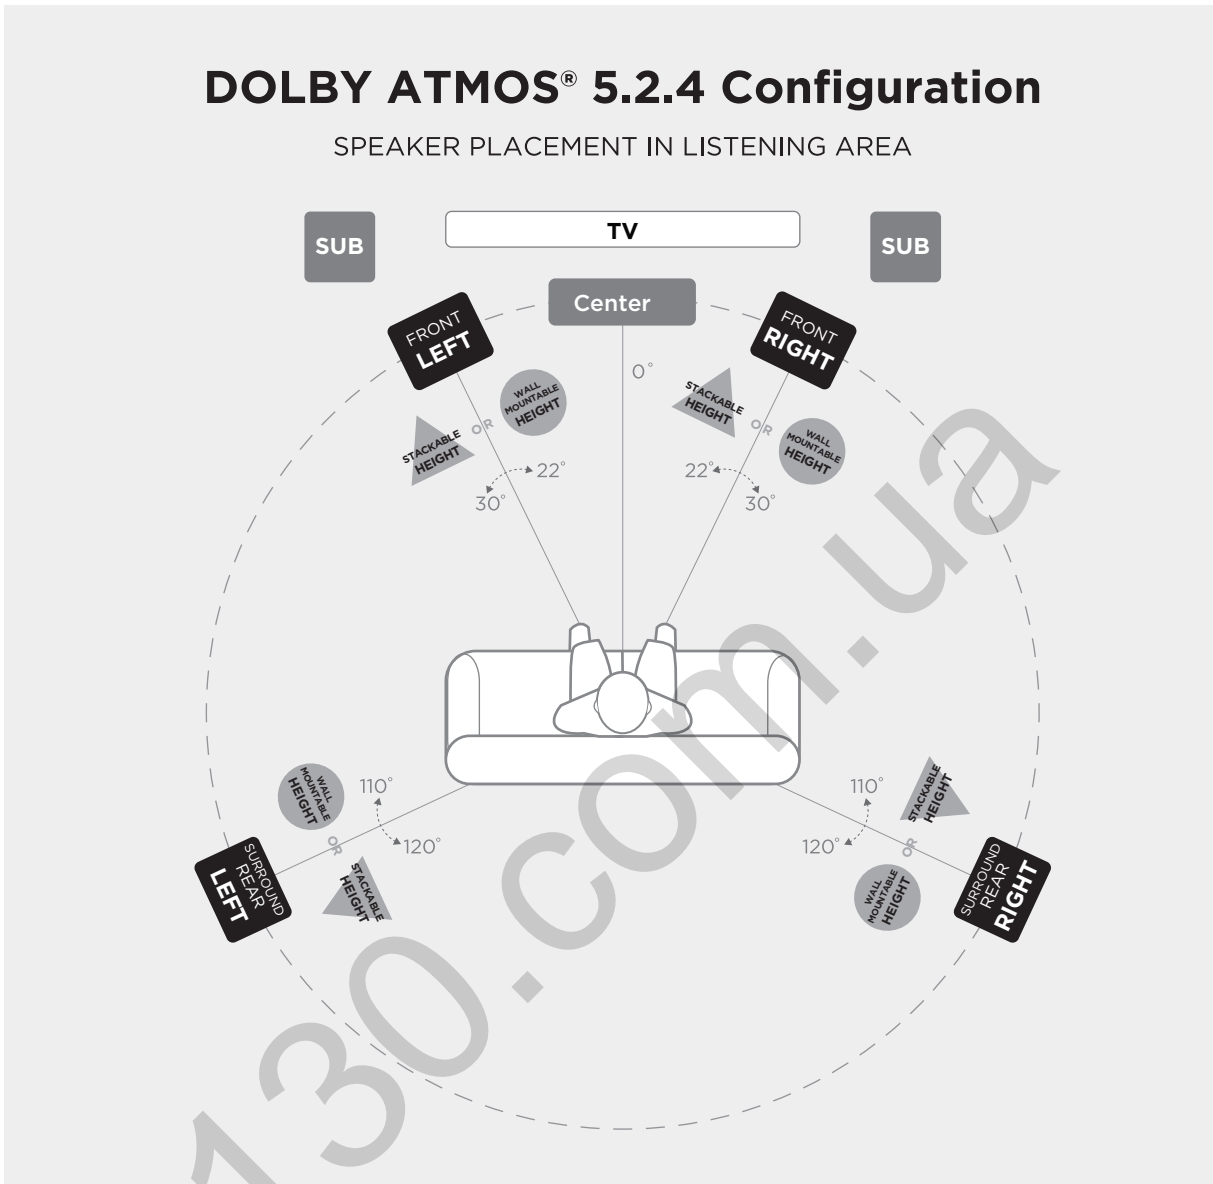 DOLBY ATMOS® 5.2.4 Configuration
SPEAKER PLACEMENT IN LISTENING AREA
SUB
TV
SUB
Center
FRONT
LEFT
FRONT
RIGHT
0°
WALL
MOUNTABLE
HEIGHT
OR
STACKABLE
HEIGHT
STACKABLE
HEIGHT
OR
WALL
MOUNTABLE
HEIGHT
22°
30°
22°
30°
WALL
MOUNTABLE
HEIGHT
OR
STACKABLE
HEIGHT
110°
120°
110°
120°
STACKABLE
HEIGHT
OR
WALL
MOUNTABLE
HEIGHT
SURROUND
REAR
LEFT
SURROUND
REAR
RIGHT
130.com.ua